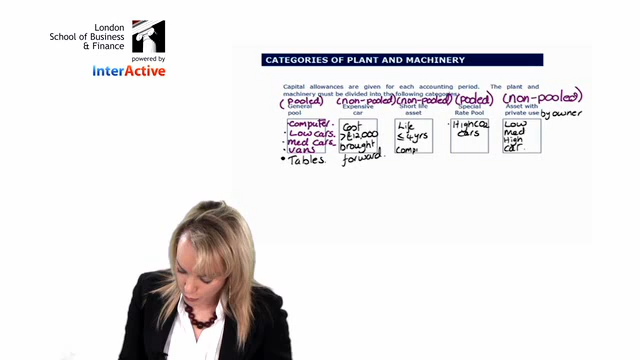 London
School of Business
& Finance
powered by
InterActive
CATEGORIES OF PLANT AND MACHINERY
Capital allowances are given for each accounting period. The plant and
machinery must be divided into the following categories
(pooled) (non-pooled) (non-pooled) (pooled) (non-pooled)
General pool
Expensive car
Short life asset
Special Rate Pool
Asset with private use by owner
computer.
· Low cars.
· med cars.
· vans
• Tables.
Cost
>£12,000
brought
forward.
Life
≤ 4yrs
Comp
· High CO2
cars
Low
Med
High
car.